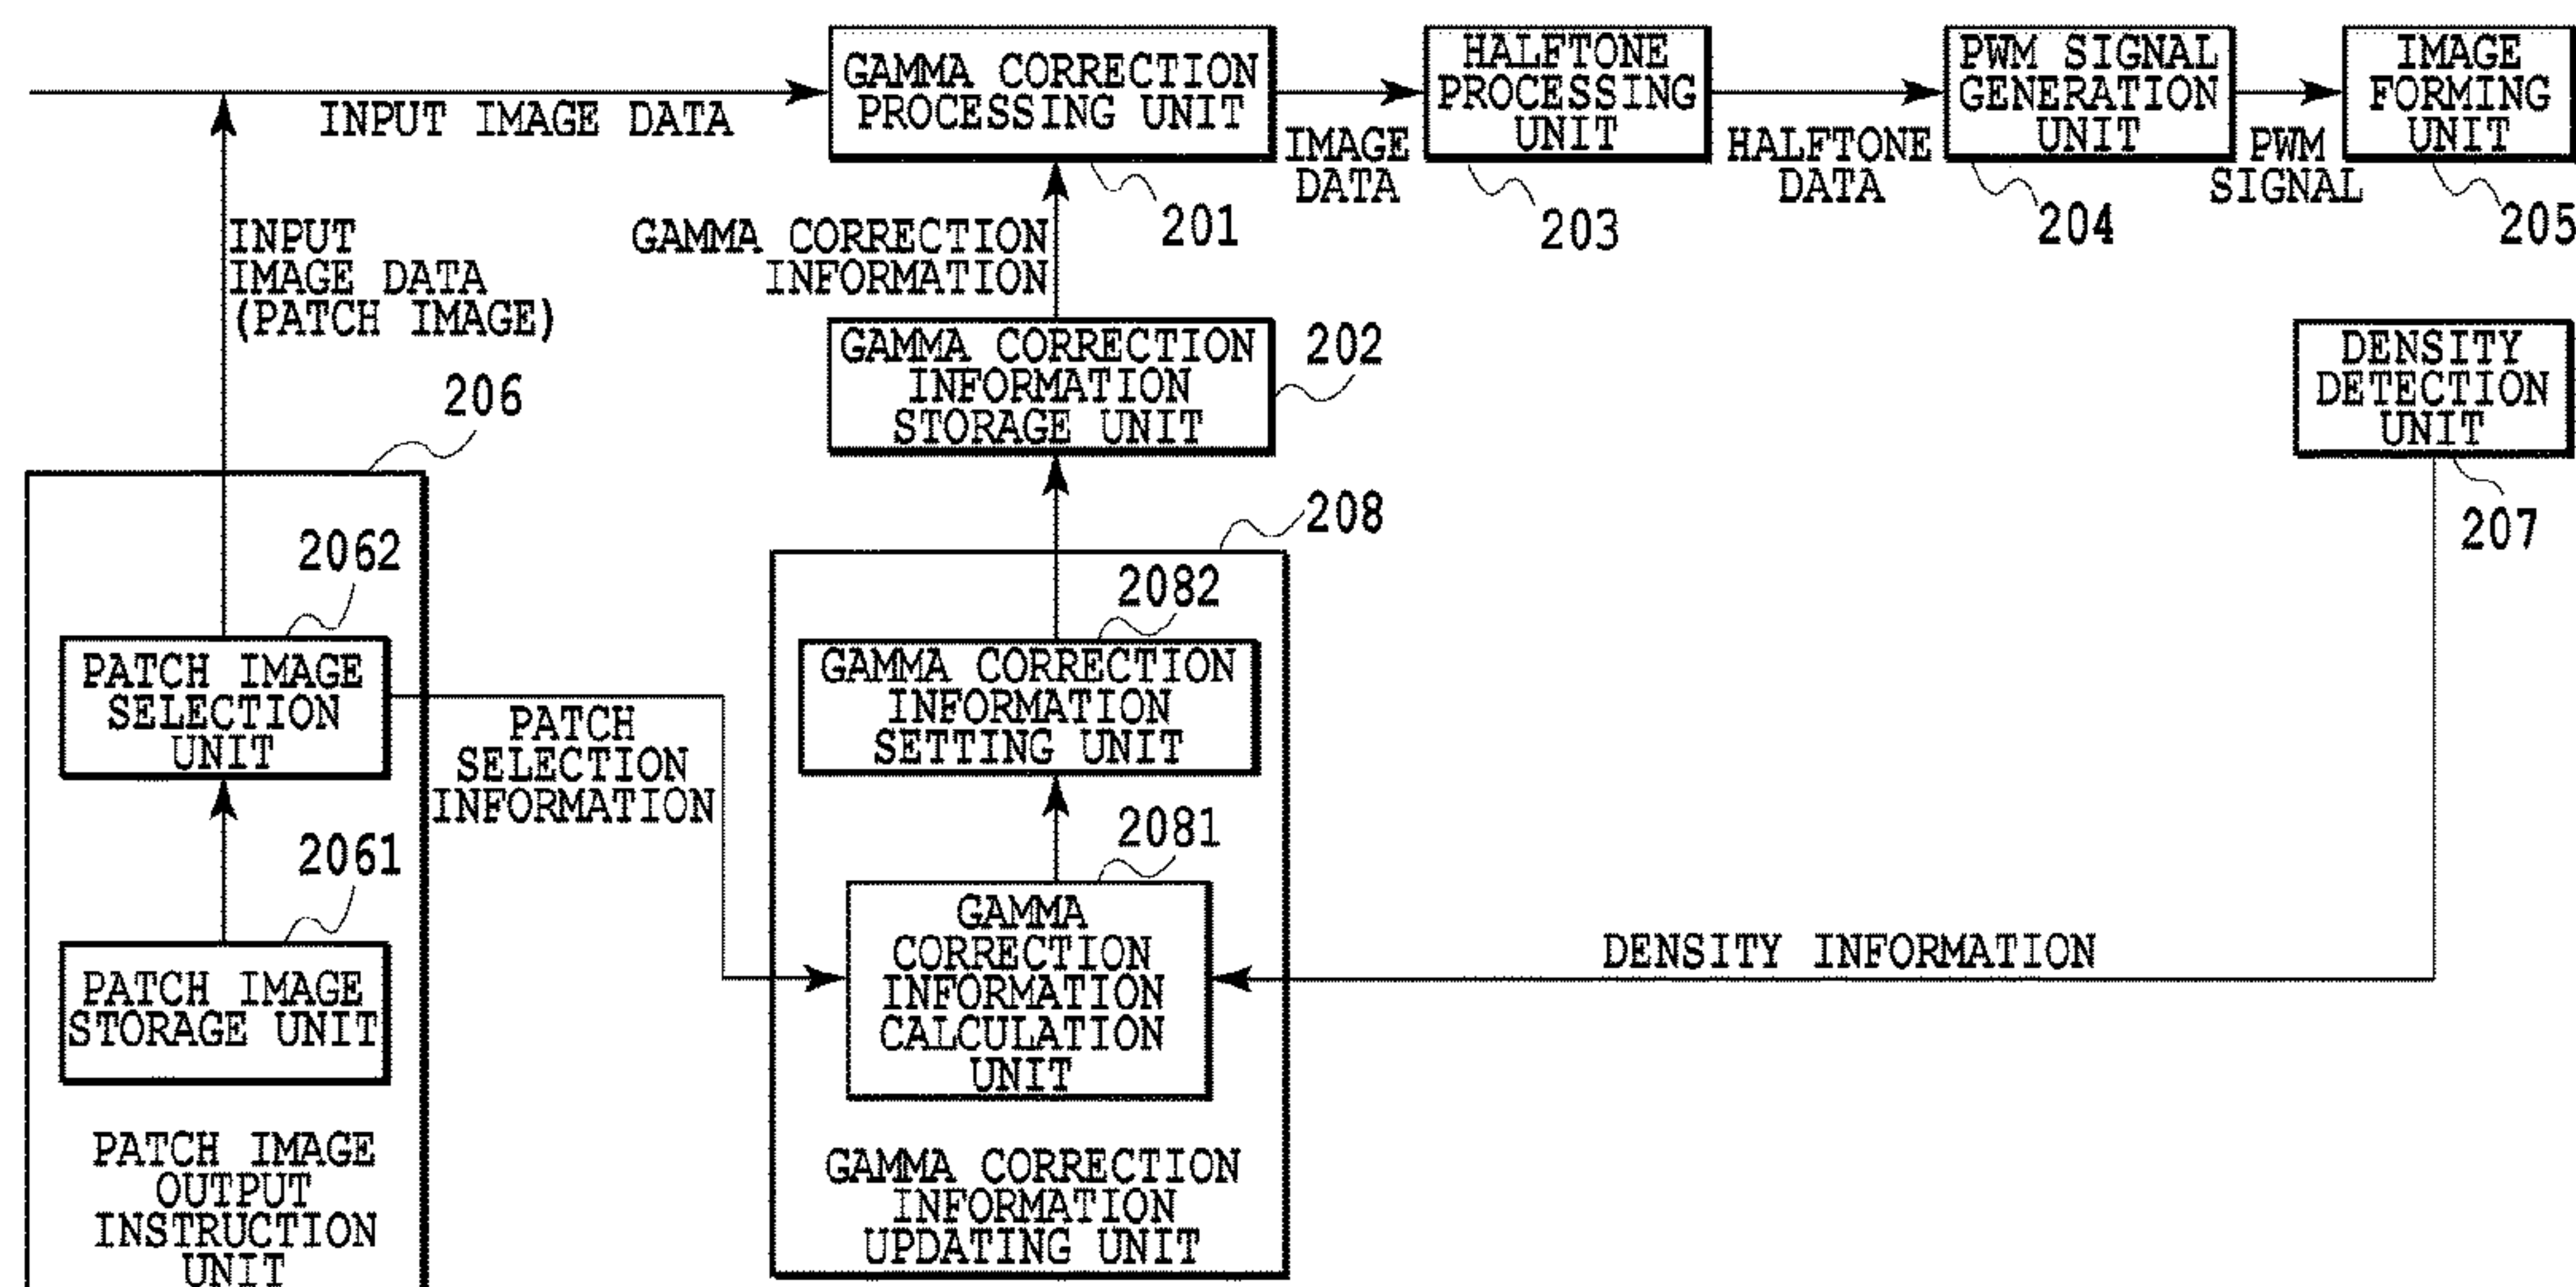 GAMMA CORRECTION
PROCESSING UNIT
HALFTONE
PROCESSING
UNIT
PWM SIGNAL
GENERATION
UNIT
IMAGE
FORMING
UNIT
INPUT IMAGE DATA
IMAGE
DATA
HALFTONE
DATA
PWM
SIGNAL
201
203
204
205
INPUT
IMAGE DATA
(PATCH IMAGE)
GAMMA CORRECTION
INFORMATION
GAMMA CORRECTION
INFORMATION
STORAGE UNIT
202
DENSITY
DETECTION
UNIT
207
206
208
2062
PATCH IMAGE
SELECTION
UNIT
PATCH
SELECTION
INFORMATION
2082
GAMMA CORRECTION
INFORMATION
SETTING UNIT
2061
PATCH IMAGE
STORAGE UNIT
2081
GAMMA
CORRECTION
INFORMATION
CALCULATION
UNIT
DENSITY INFORMATION
PATCH IMAGE
OUTPUT
INSTRUCTION
UNIT
GAMMA CORRECTION
INFORMATION
UPDATING UNIT